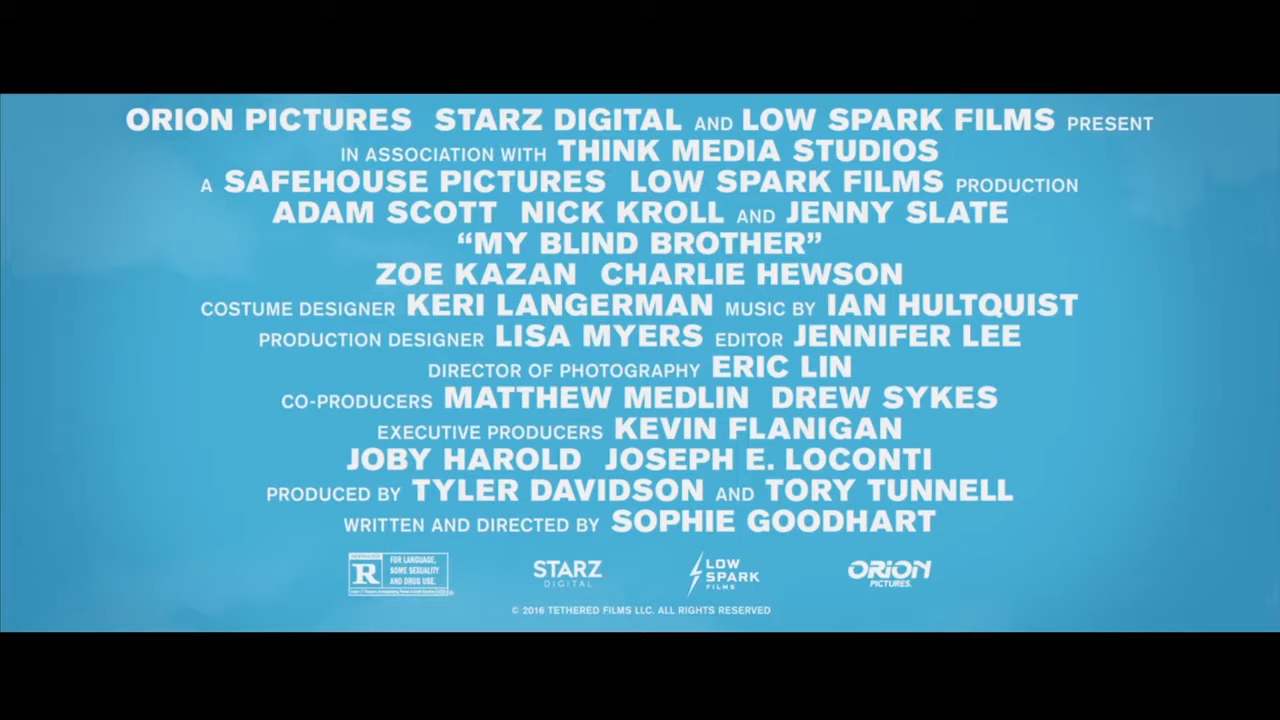 ORION PICTURES STARZ DIGITAL AND LOW SPARK FILMS PRESENT
IN ASSOCIATION WITH THINK MEDIA STUDIOS
A SAFEHOUSE PICTURES LOW SPARK FILMS PRODUCTION
ADAM SCOTT NICK KROLL AND JENNY SLATE
“MY BLIND BROTHER”
ZOE KAZAN CHARLIE HEWSON
COSTUME DESIGNER KERI LANGERMAN MUSIC BY IAN HULTQUIST
PRODUCTION DESIGNER LISA MYERS EDITOR JENNIFER LEE
DIRECTOR OF PHOTOGRAPHY ERIC LIN
CO-PRODUCERS MATTHEW MEDLIN DREW SYKES
EXECUTIVE PRODUCERS KEVIN FLANIGAN
JOBY HAROLD JOSEPH E. LOCONTI
PRODUCED BY TYLER DAVIDSON AND TORY TUNNELL
WRITTEN AND DIRECTED BY SOPHIE GOODHART
R
FOR LANGUAGE,
SOME SEXUALITY
AND DRUG USE.
STARZ
DIGITAL
LOW
SPARK
FILMS
ORION
PICTURES.
© 2016 TETHERED FILMS LLC. ALL RIGHTS RESERVED